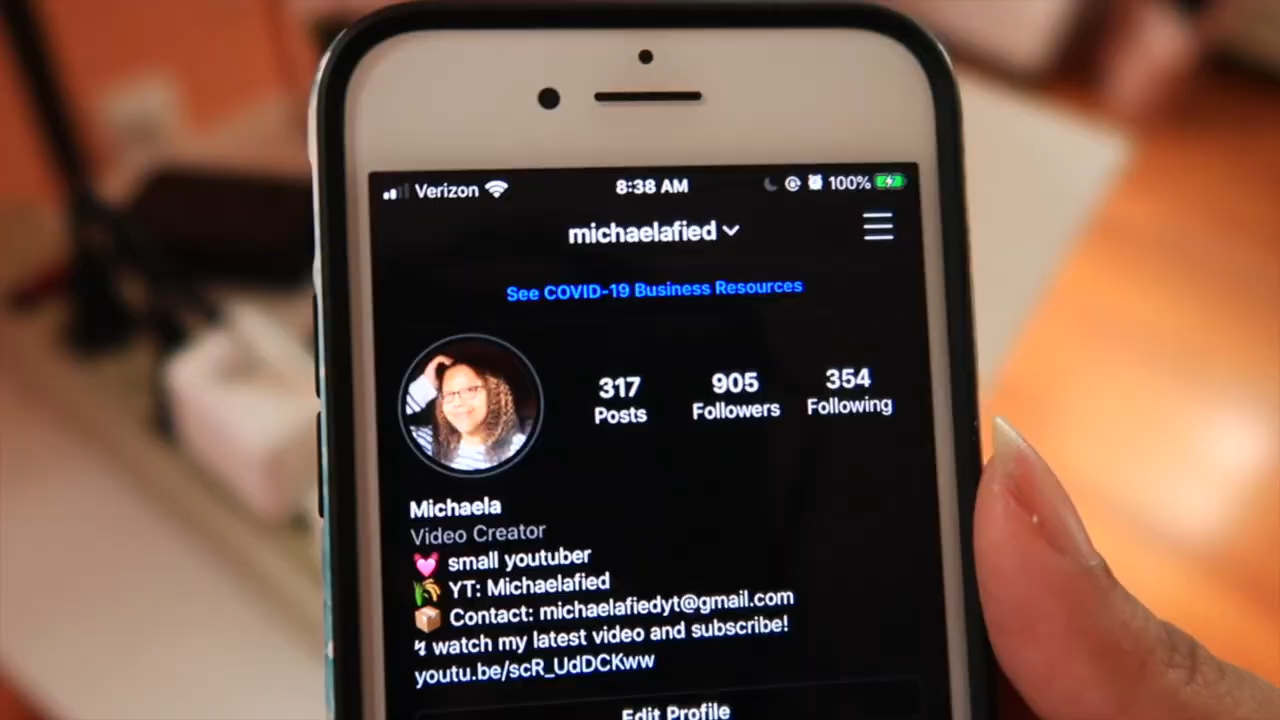 Verizon 8:38 AM 100%
michaelafied
See COVID-19 Business Resources
317 905 354
Posts Followers Following
Michaela
Video Creator
💓 small youtuber
🌾 YT: Michaelafied
📦 Contact: michaelafiedyt@gmail.com
↯ watch my latest video and subscribe!
youtu.be/scR_UdDCKww
Edit Profile